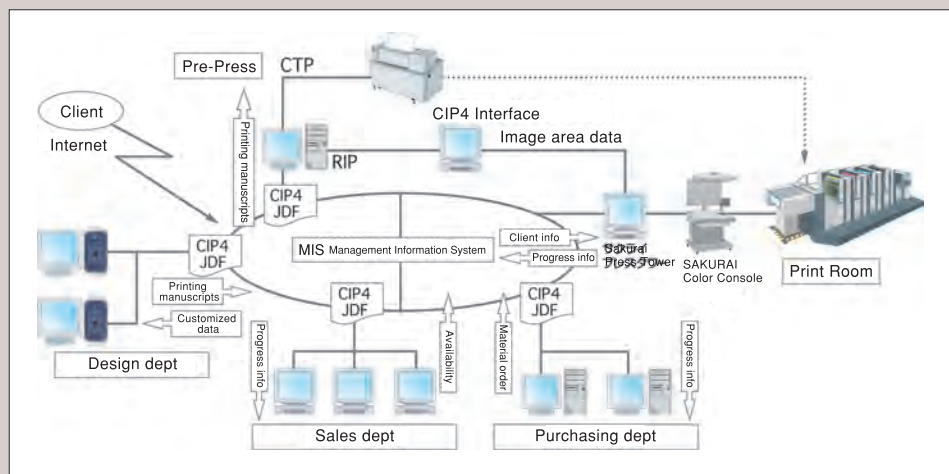 Pre-Press
CTP
Client
Internet
Printing manuscripts
CIP4 Interface
Image area data
RIP
CIP4
JDF
CIP4
JDF
MIS Management Information System
Client info
Progress info
Sakurai
Press Tower
SAKURAI
Color Console
Print Room
Printing
manuscripts
Customized
data
Design dept
CIP4
JDF
CIP4
JDF
Progress info
Availability
Material order
Progress info
Sales dept
Purchasing dept